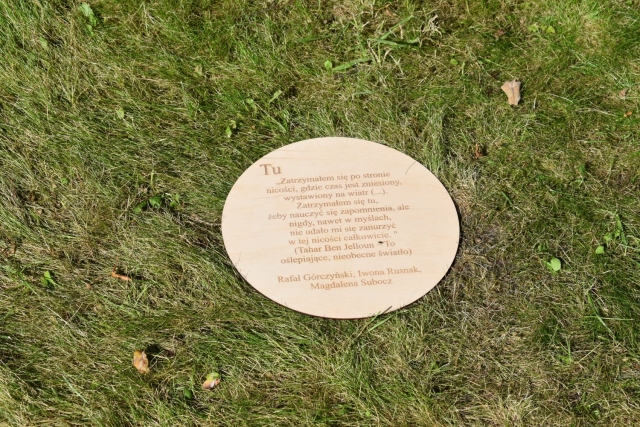 Tu
„Zatrzymałem się po stronie
nicości, gdzie czas jest zniesiony,
wystawiony na wiatr (...).
Zatrzymałem się tu,
żeby nauczyć się zapomnienia, ale
nigdy, nawet w myślach,
nie udało mi się zanurzyć
w tej nicości całkowicie. "
(Tahar Ben Jelloun - To
oślepiające, nieobecne światło)
Rafał Górczyński, Iwona Rusnak,
Magdalena Subocz